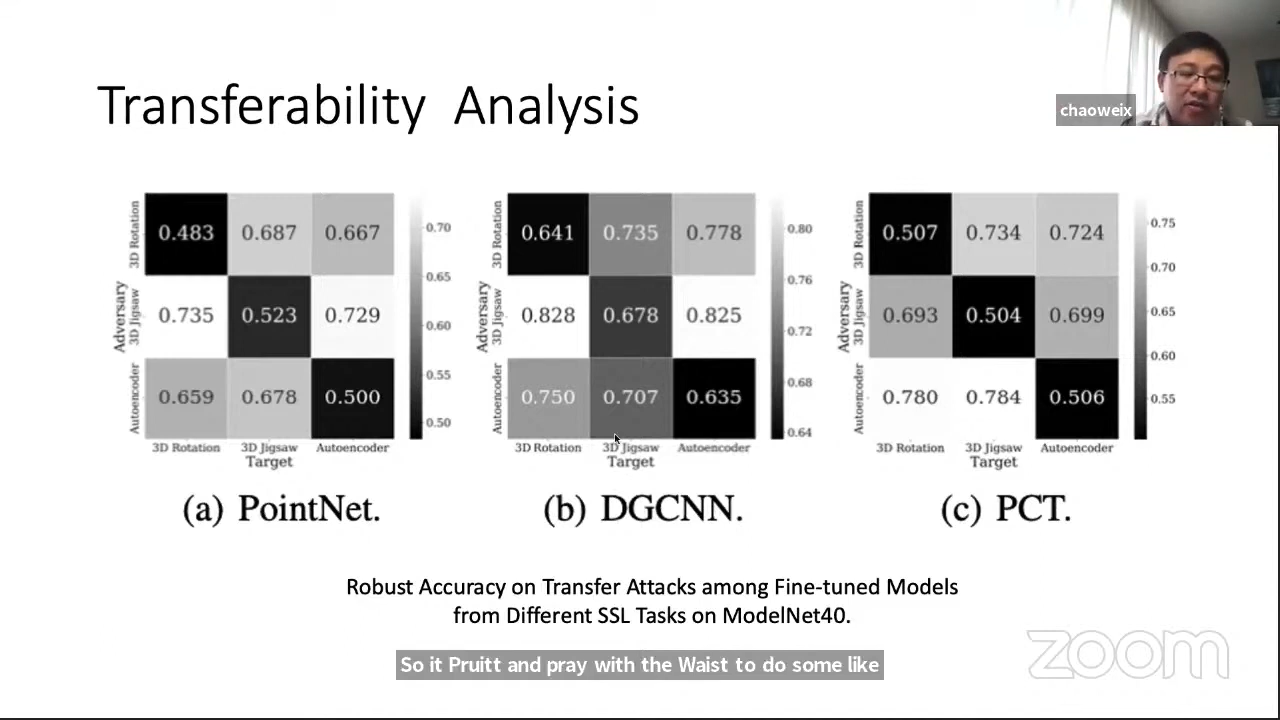 Transferability Analysis
chaoweix
Adversary
3D Rotation
3D Jigsaw
Autoencoder
0.483 0.687 0.667
0.735 0.523 0.729
0.659 0.678 0.500
0.70
0.65
0.60
0.55
0.50
3D Rotation 3D Jigsaw Autoencoder
Target
(a) PointNet.
Adversary
3D Rotation
3D Jigsaw
Autoencoder
0.641 0.735 0.778
0.828 0.678 0.825
0.750 0.707 0.635
0.80
0.76
0.72
0.68
0.64
3D Rotation 3D Jigsaw Autoencoder
Target
(b) DGCNN.
Adversary
3D Rotation
3D Jigsaw
Autoencoder
0.507 0.734 0.724
0.693 0.504 0.699
0.780 0.784 0.506
0.75
0.70
0.65
0.60
0.55
3D Rotation 3D Jigsaw Autoencoder
Target
(c) PCT.
Robust Accuracy on Transfer Attacks among Fine-tuned Models
from Different SSL Tasks on ModelNet40.
So it Pruitt and pray with the Waist to do some like
zoom